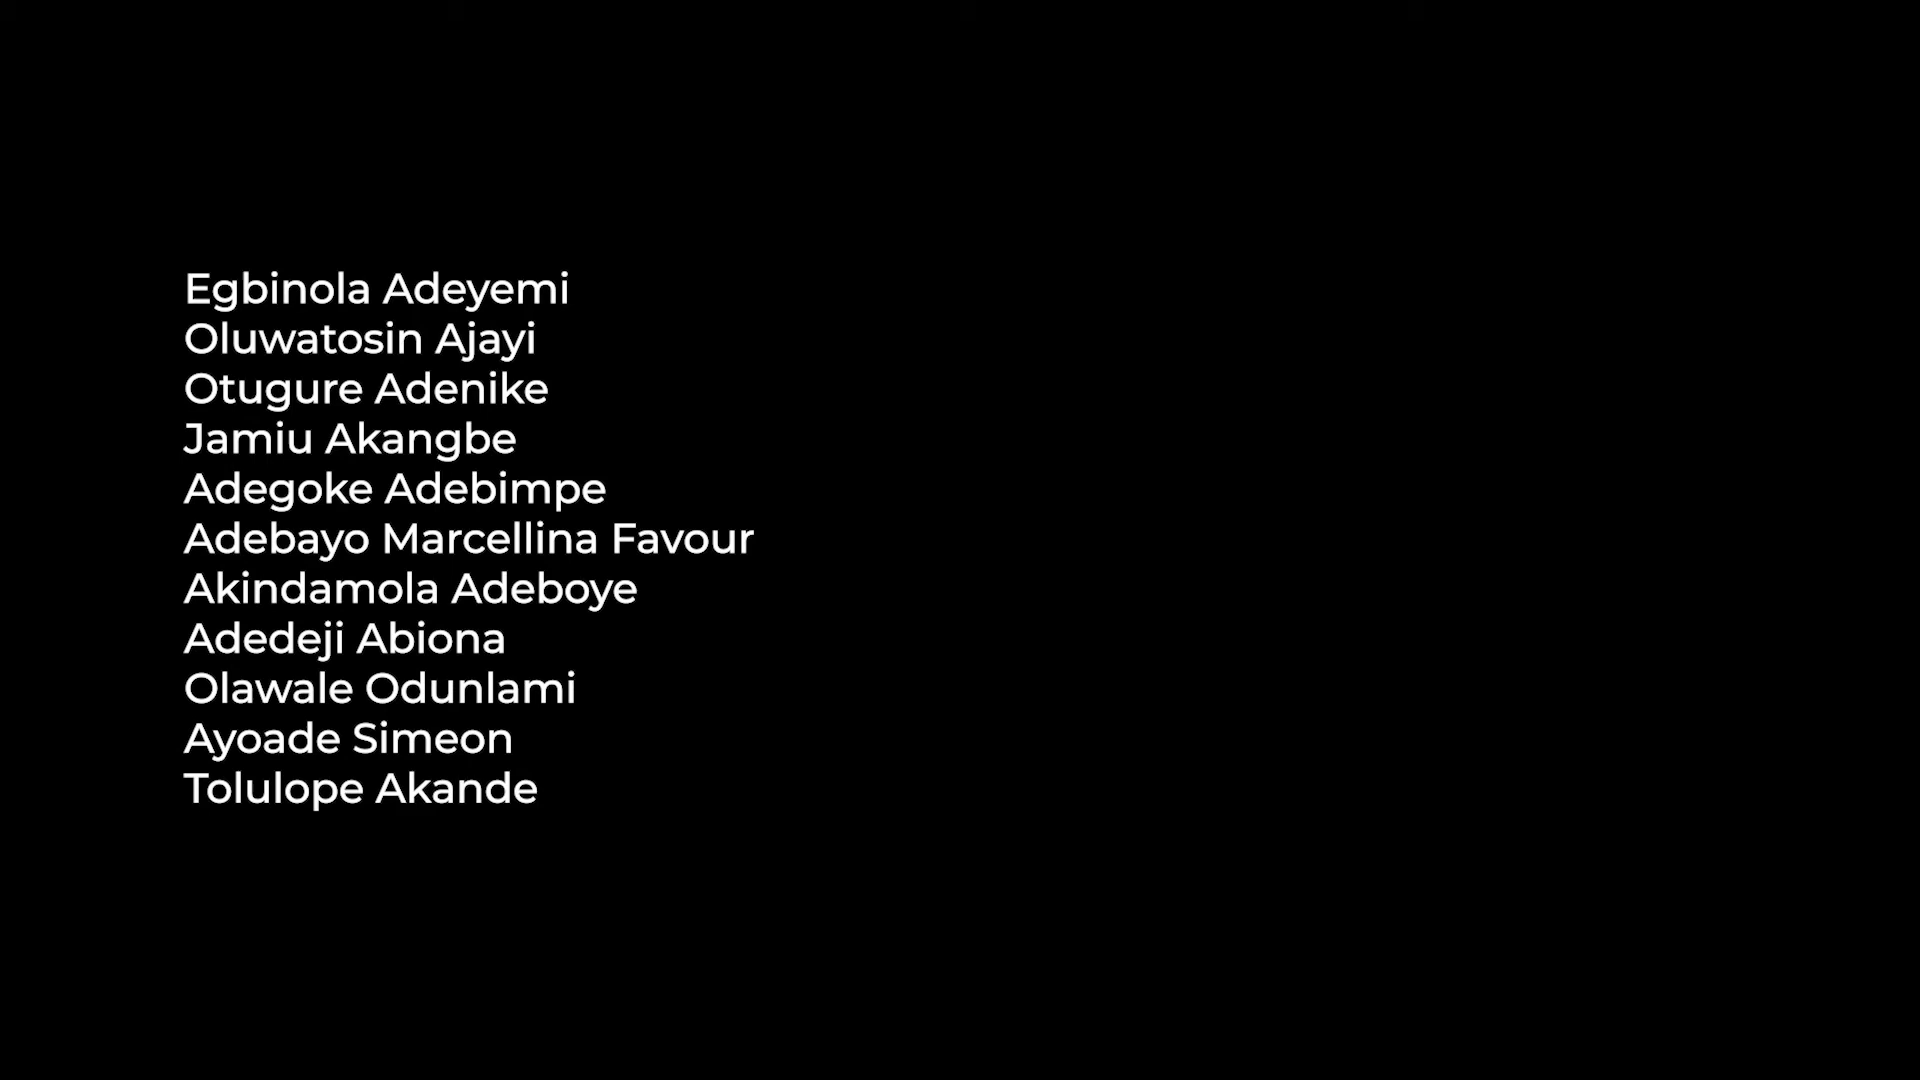 Egbinola Adeyemi
Oluwatosin Ajayi
Otugure Adenike
Jamiu Akangbe
Adegoke Adebimpe
Adebayo Marcellina Favour
Akindamola Adeboye
Adedeji Abiona
Olawale Odunlami
Ayoade Simeon
Tolulope Akande